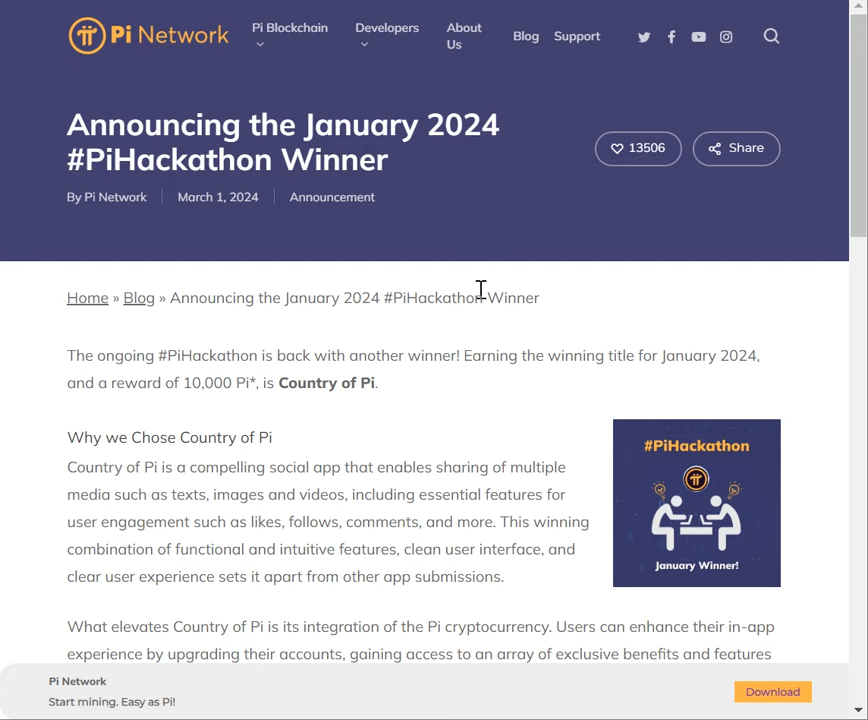 Pi Network
Pi Blockchain
Developers
About Us
Blog
Support
Announcing the January 2024
#PiHackathon Winner
13506
Share
By Pi Network
March 1, 2024
Announcement
Home » Blog » Announcing the January 2024 #PiHackathon Winner
The ongoing #PiHackathon is back with another winner! Earning the winning title for January 2024,
and a reward of 10,000 Pi*, is Country of Pi.
Why we Chose Country of Pi
Country of Pi is a compelling social app that enables sharing of multiple
media such as texts, images and videos, including essential features for
user engagement such as likes, follows, comments, and more. This winning
combination of functional and intuitive features, clean user interface, and
clear user experience sets it apart from other app submissions.
#PiHackathon
January Winner!
What elevates Country of Pi is its integration of the Pi cryptocurrency. Users can enhance their in-app
experience by upgrading their accounts, gaining access to an array of exclusive benefits and features
Pi Network
Start mining. Easy as Pi!
Download